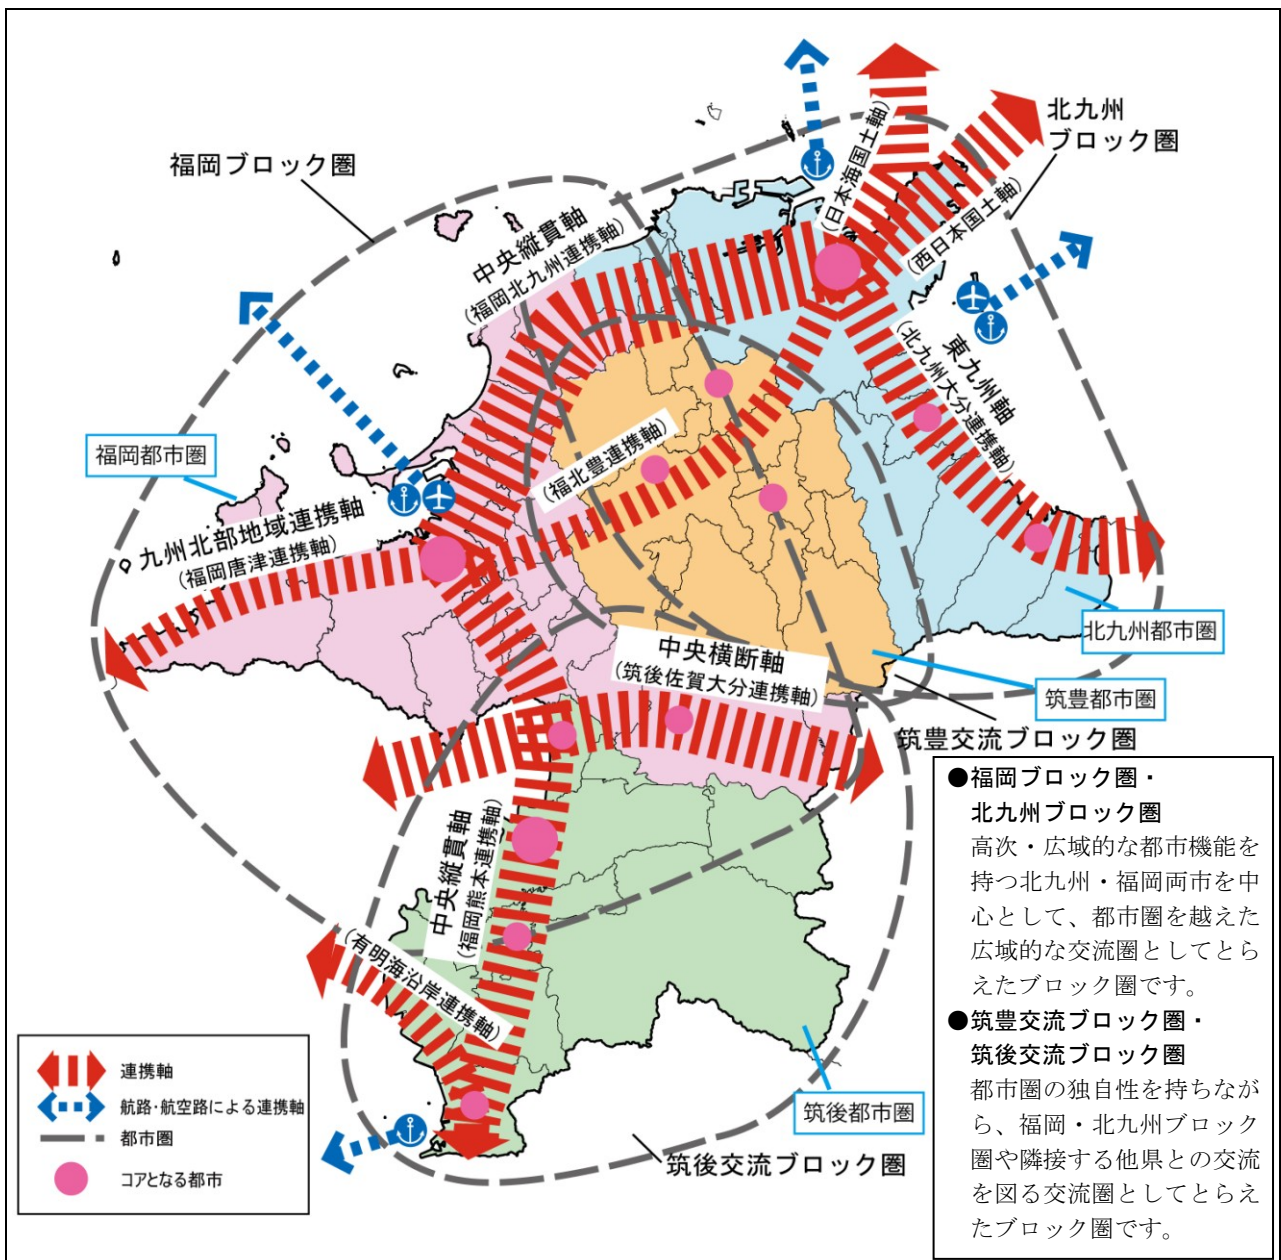 北九州
ブロック圏
福岡ブロック圏
(日本海国土軸)
(西日本国土軸)
中央縦貫軸
(福岡北九州連携軸)
東九州軸
(北九州大分連携軸)
福岡都市圏
(福北豊連携軸)
九州北部地域連携軸
(福岡唐津連携軸)
北九州都市圏
中央横断軸
(筑後佐賀大分連携軸)
筑豊都市圏
筑豊交流ブロック圏
中央縦貫軸
(福岡熊本連携軸)
(有明海沿岸連携軸)
筑後都市圏
筑後交流ブロック圏
連携軸
航路・航空路による連携軸
都市圏
コアとなる都市
●福岡ブロック圏・
北九州ブロック圏
高次・広域的な都市機能を
持つ北九州・福岡両市を中
心として、都市圏を越えた
広域的な交流圏としてとら
えたブロック圏です。
●筑豊交流ブロック圏・
筑後交流ブロック圏
都市圏の独自性を持ちなが
ら、福岡・北九州ブロック
圏や隣接する他県との交流
を図る交流圏としてとらえ
たブロック圏です。